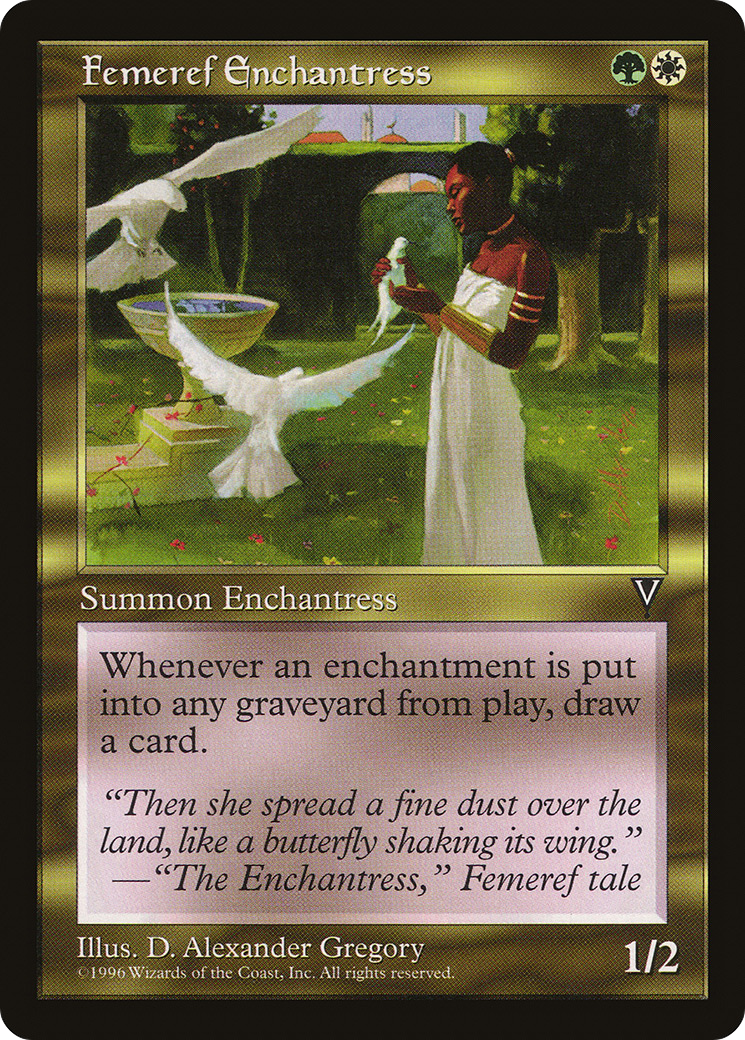 Femeref Enchantress
Summon Enchantress
V
Whenever an enchantment is put
into any graveyard from play, draw
a card.
“Then she spread a fine dust over the
land, like a butterfly shaking its wing.”
—“The Enchantress,” Femeref tale
Illus. D. Alexander Gregory
©1996 Wizards of the Coast, Inc. All rights reserved.
1/2